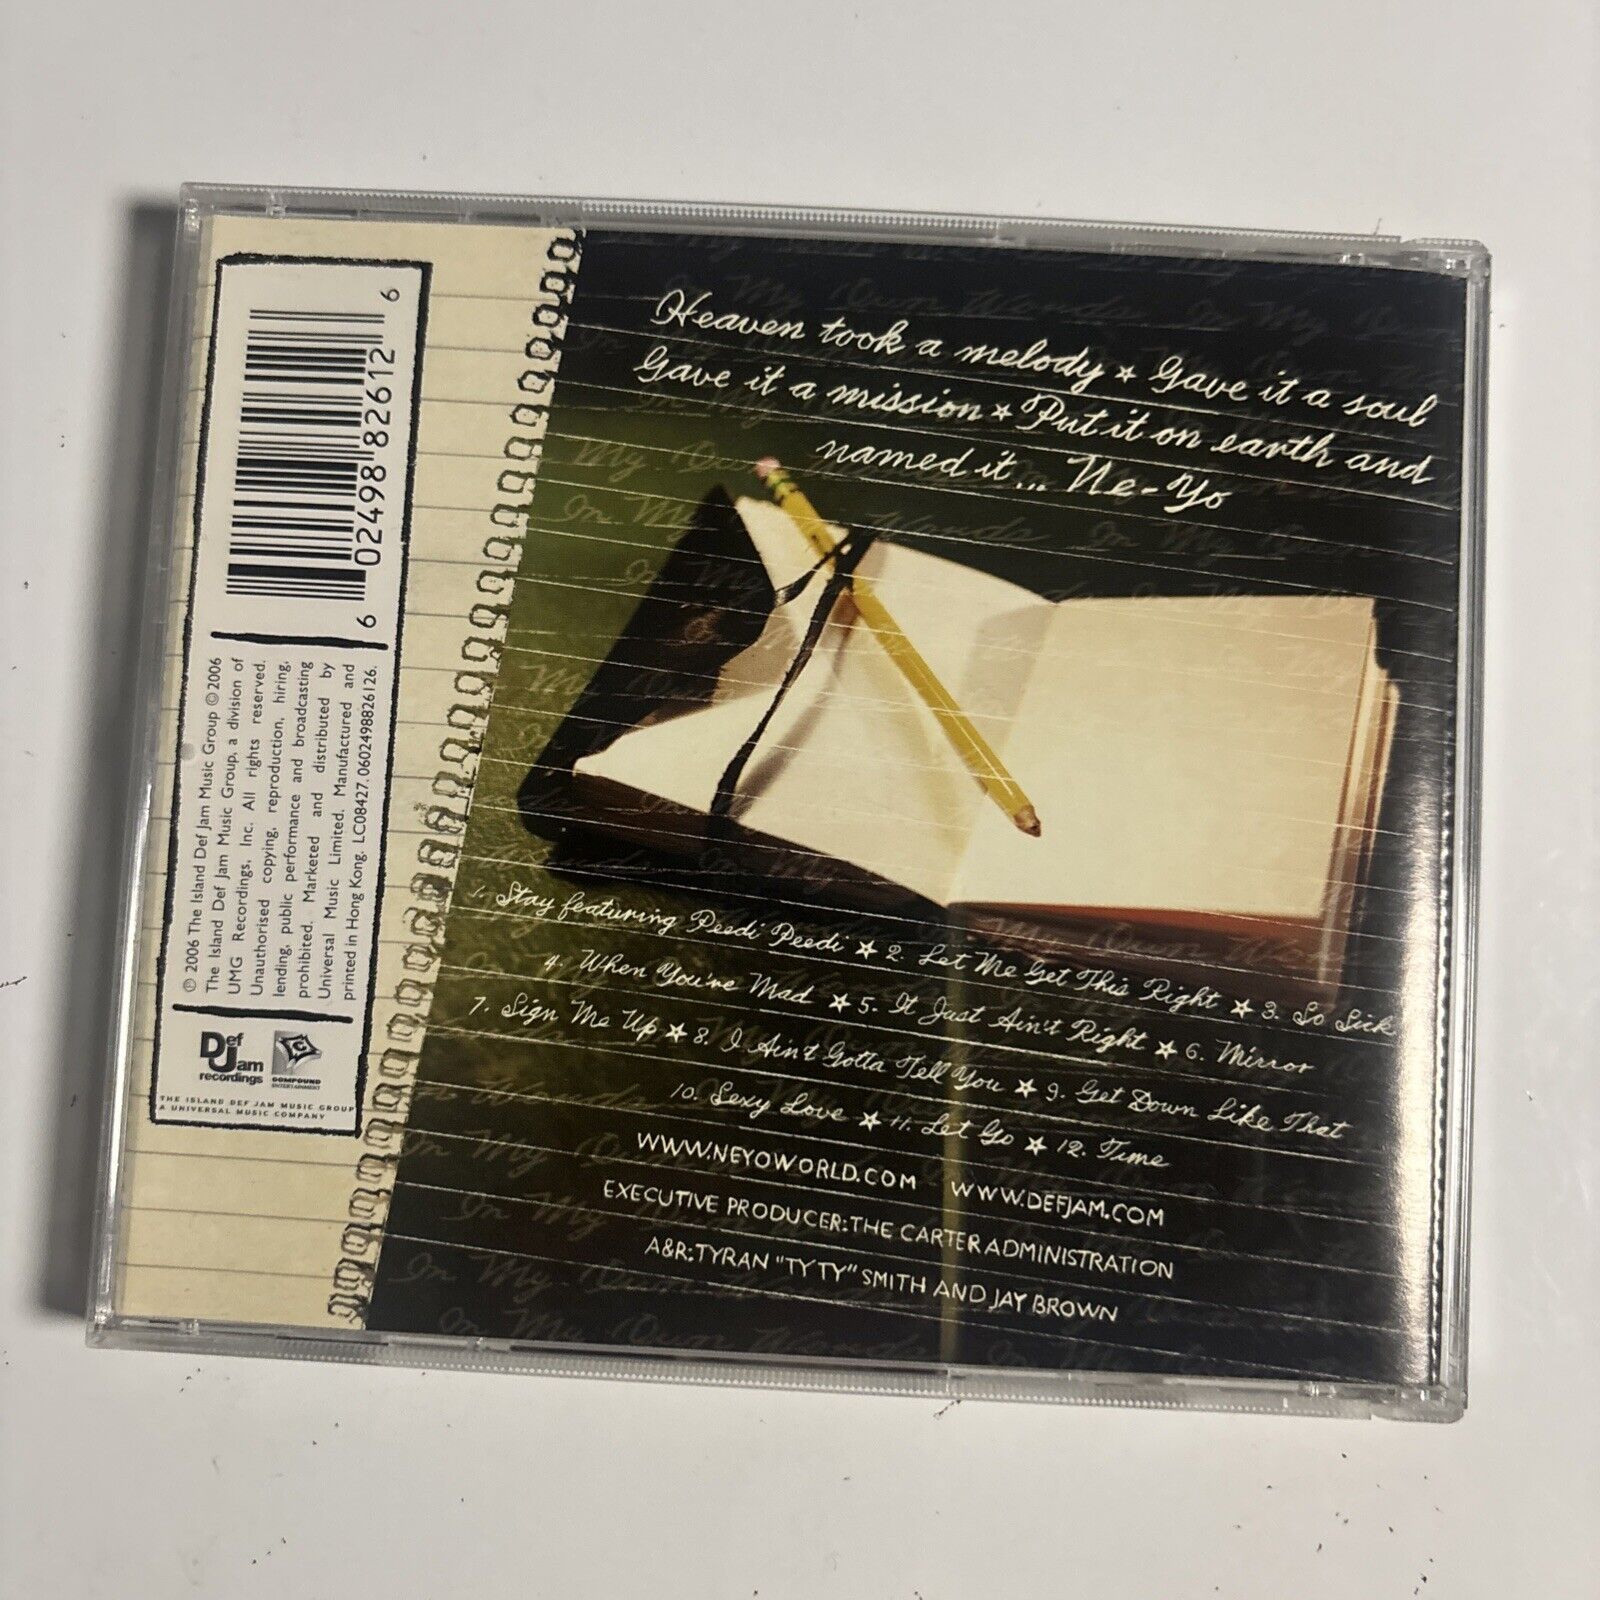 Heaven took a melody ★ Gave it a soul
Gave it a mission ★ Put it on earth and
named it... Ne-Yo
1. Stay featuring Peedi Peedi ★ 2. Let Me Get This Right ★ 3. So Sick
4. When You've Mad ★ 5. It Just Ain't Right ★ 6. Mirror
7. Sign Me Up ★ 8. I Ain't Gotta Tell You ★ 9. Get Down Like That
10. Sexy Love ★ 11. Let Go ★ 12. Time
WWW.NEYOWORLD.COM WWW.DEFJAM.COM
EXECUTIVE PRODUCER: THE CARTER ADMINISTRATION
A&R: TYRAN "TY TY" SMITH AND JAY BROWN
6 02498 82612 6
℗ 2006 The Island Def Jam Music Group © 2006
The Island Def Jam Music Group, a division of
UMG Recordings, Inc. All rights reserved.
Unauthorised copying, reproduction, hiring,
lending, public performance and broadcasting
prohibited. Marketed and distributed by
Universal Music Limited. Manufactured and
printed in Hong Kong. LC08427. 0602498826126.
Def
Jam
recordings
COMPOUND
ENTERTAINMENT
THE ISLAND DEF JAM MUSIC GROUP
A UNIVERSAL MUSIC COMPANY